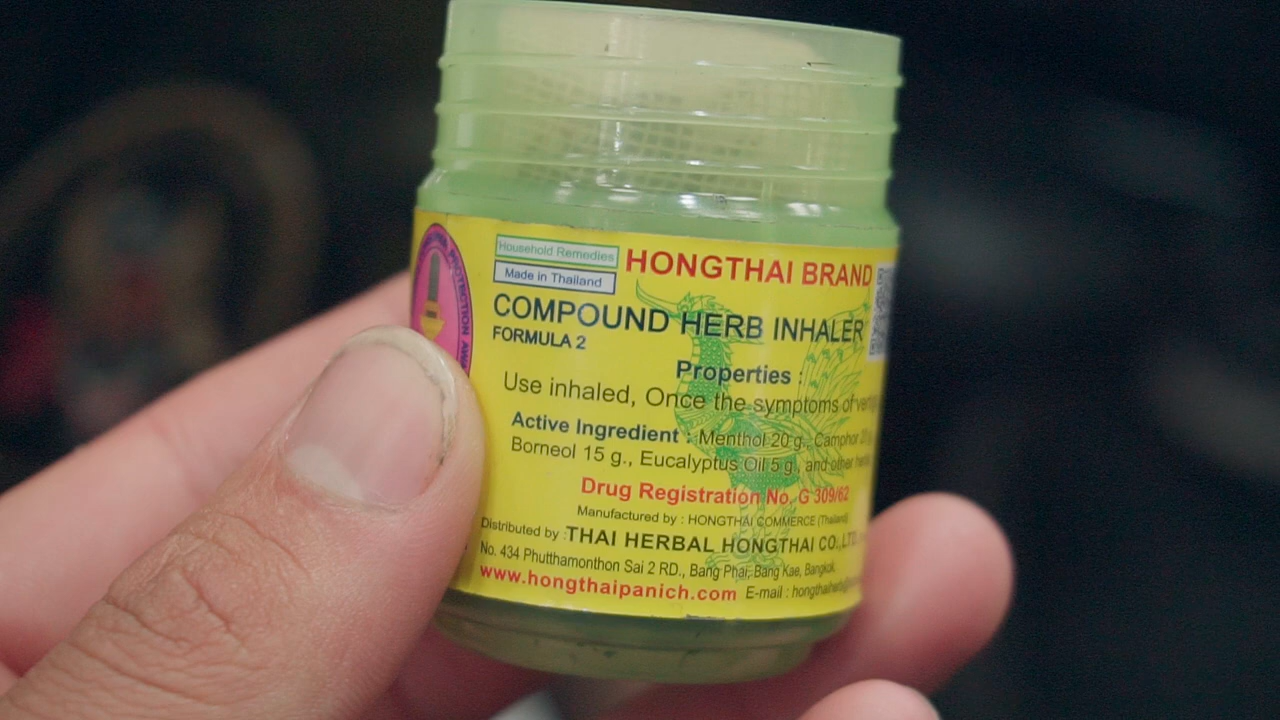 PROTECTION
Household Remedies
Made in Thailand
HONGTHAI BRAND
COMPOUND HERB INHALER
FORMULA 2
Properties :
Use inhaled, Once the symptoms of
Active Ingredient : Menthol 20 g., Camphor
Borneol 15 g., Eucalyptus Oil 5 g., and other
Drug Registration No. G 309/62
Manufactured by : HONGTHAI COMMERCE (Thailand)
Distributed by : THAI HERBAL HONGTHAI CO.,LTD.
No. 434 Phutthamonthon Sai 2 RD., Bang Phai, Bang Kae, Bangkok,
www.hongthaipanich.com E-mail :